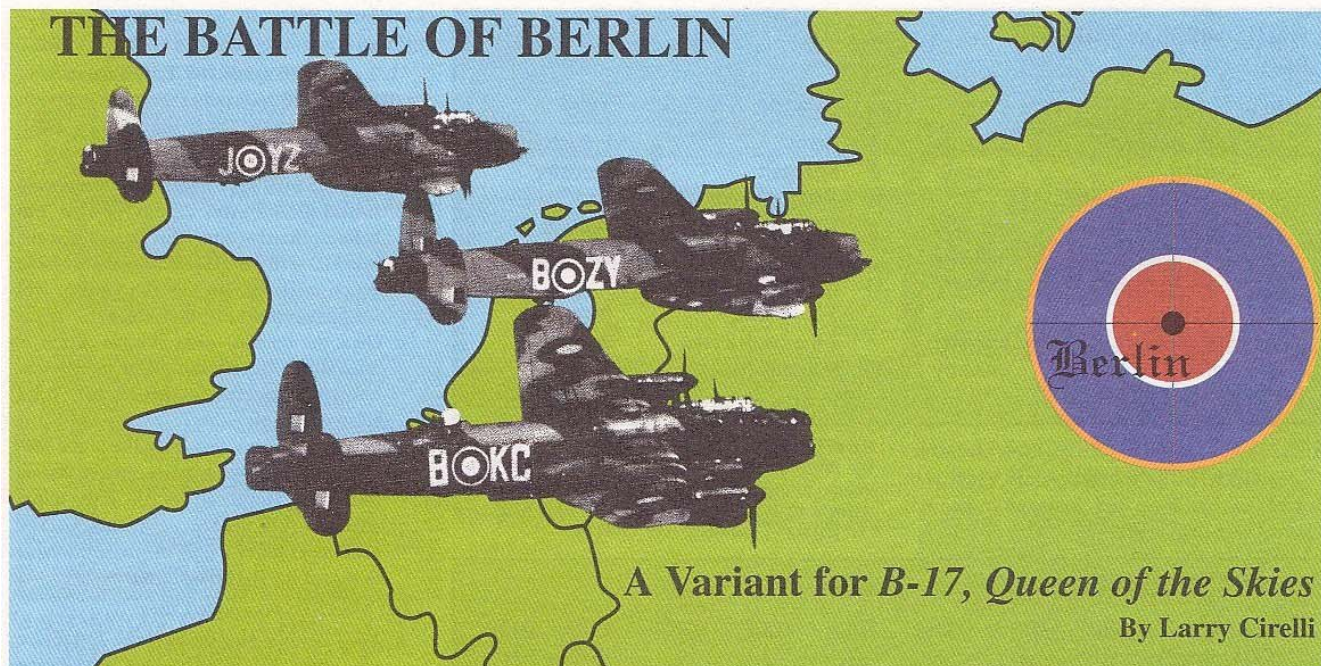 THE BATTLE OF BERLIN
J YZ
B ZY
B KC
Berlin
A Variant for B-17, Queen of the Skies
By Larry Cirelli